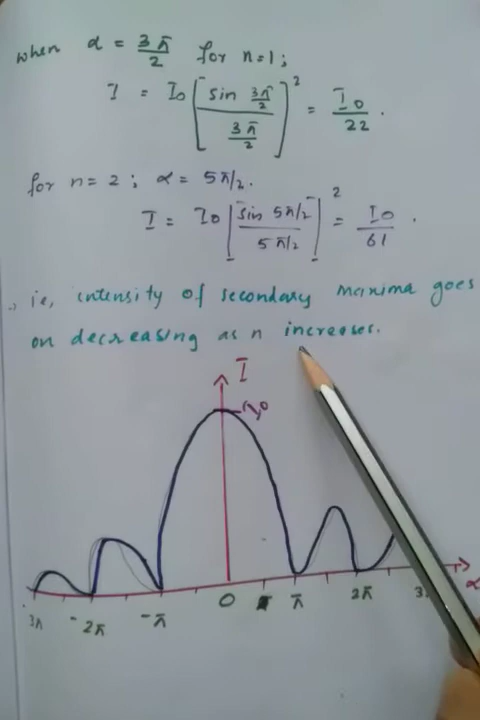 when α = 3π/2 for n=1;
I = I0 [sin 3π/2 / 3π/2]² = I0/22.
for n = 2; α = 5π/2.
I = I0 [sin 5π/2 / 5π/2]² = I0/61.
ie, intensity of secondary maxima goes
on decreasing as n increases.
I
-2π -π 0 π 2π
α